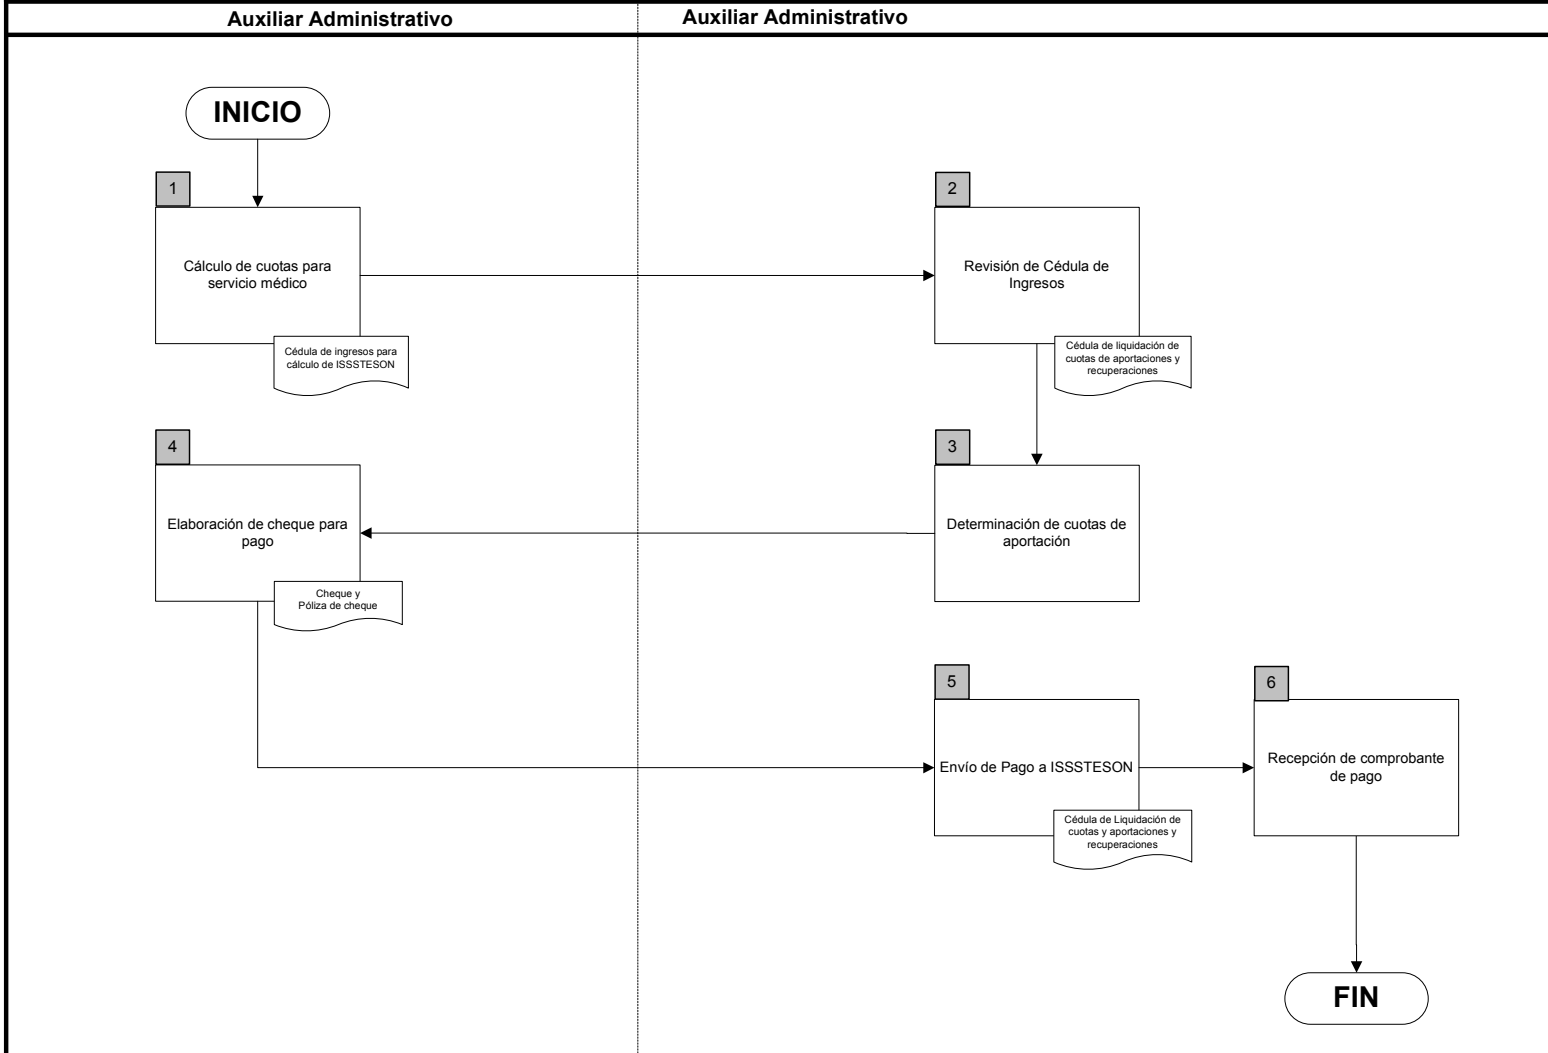 Auxiliar Administrativo
Auxiliar Administrativo
INICIO
1
Cálculo de cuotas para
servicio médico
Cédula de ingresos para
cálculo de ISSSTESON
2
Revisión de Cédula de
Ingresos
Cédula de liquidación de
cuotas de aportaciones y
recuperaciones
3
Determinación de cuotas de
aportación
4
Elaboración de cheque para
pago
Cheque y
Póliza de cheque
5
Envío de Pago a ISSSTESON
Cédula de Liquidación de
cuotas y aportaciones y
recuperaciones
6
Recepción de comprobante
de pago
FIN